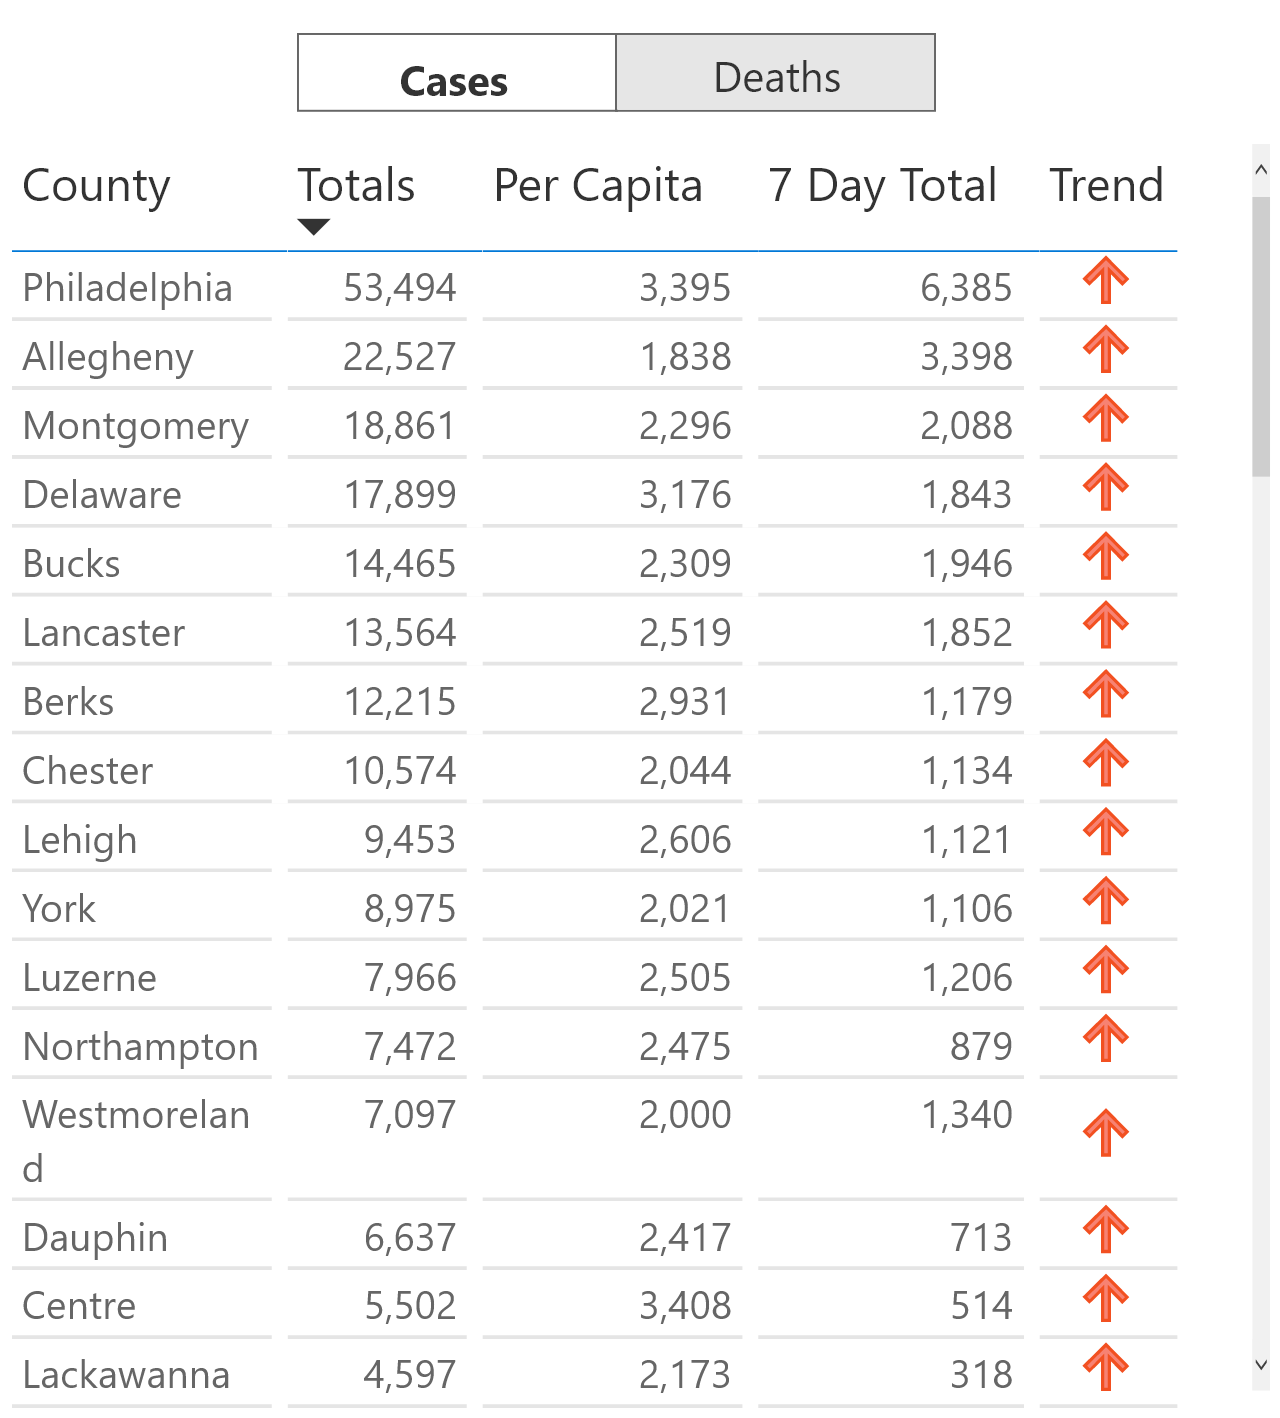 Cases Deaths
County Totals Per Capita 7 Day Total Trend
Philadelphia 53,494 3,395 6,385
Allegheny 22,527 1,838 3,398
Montgomery 18,861 2,296 2,088
Delaware 17,899 3,176 1,843
Bucks 14,465 2,309 1,946
Lancaster 13,564 2,519 1,852
Berks 12,215 2,931 1,179
Chester 10,574 2,044 1,134
Lehigh 9,453 2,606 1,121
York 8,975 2,021 1,106
Luzerne 7,966 2,505 1,206
Northampton 7,472 2,475 879
Westmorelan 7,097 2,000 1,340
d
Dauphin 6,637 2,417 713
Centre 5,502 3,408 514
Lackawanna 4,597 2,173 318